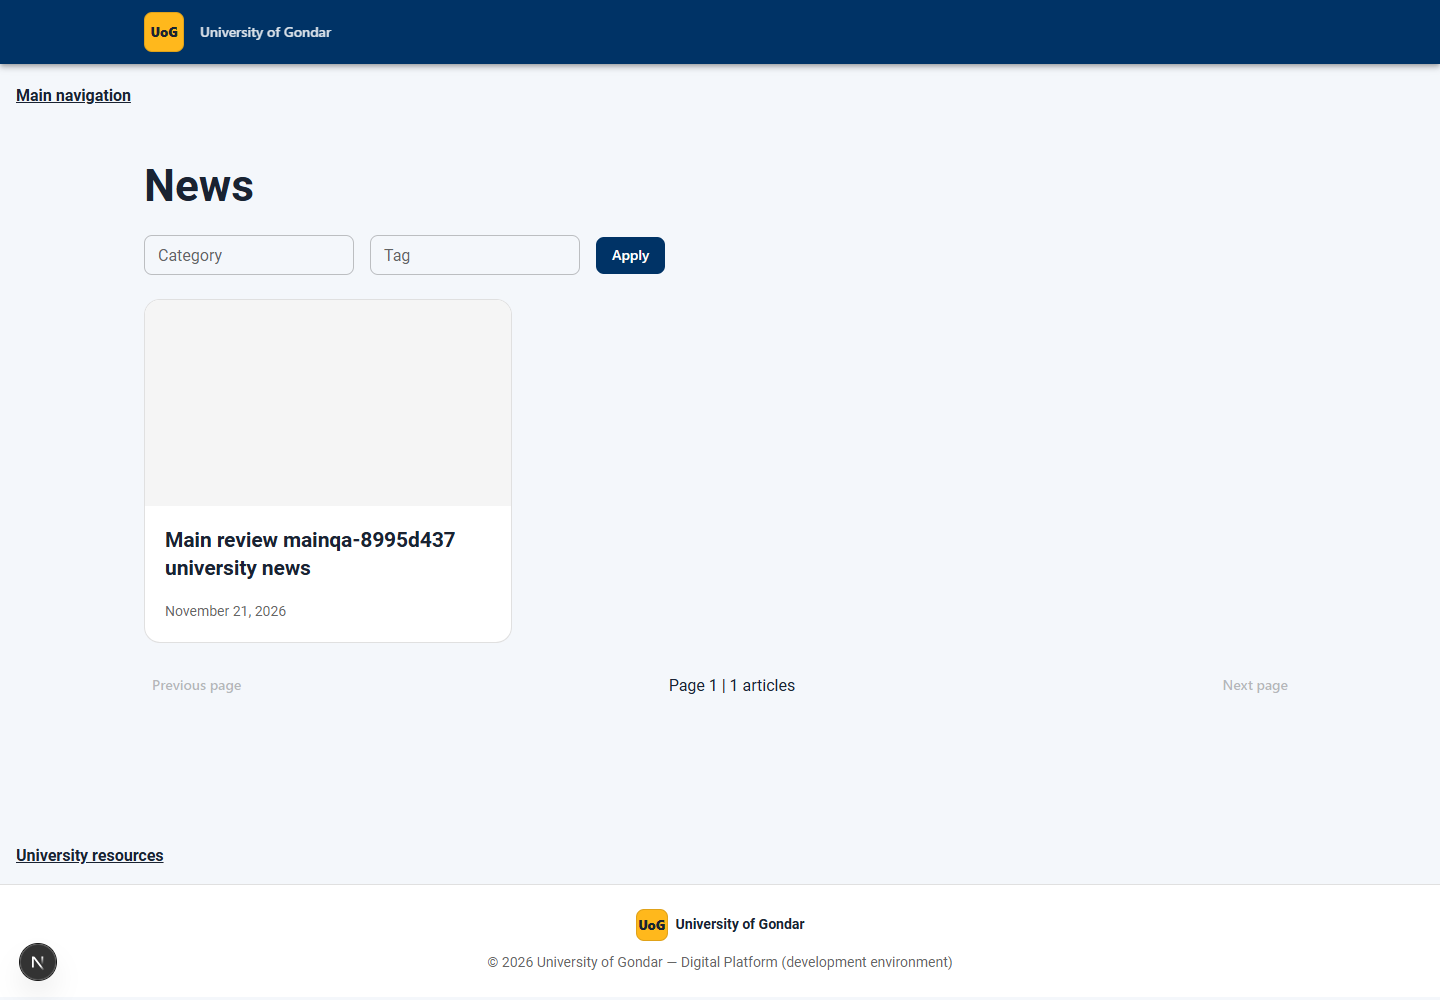 UoG University of Gondar
Main navigation
News
Category Tag Apply
Main review mainqa-8995d437
university news
November 21, 2026
Previous page Page 1 | 1 articles Next page
University resources
UoG University of Gondar
© 2026 University of Gondar — Digital Platform (development environment)
N